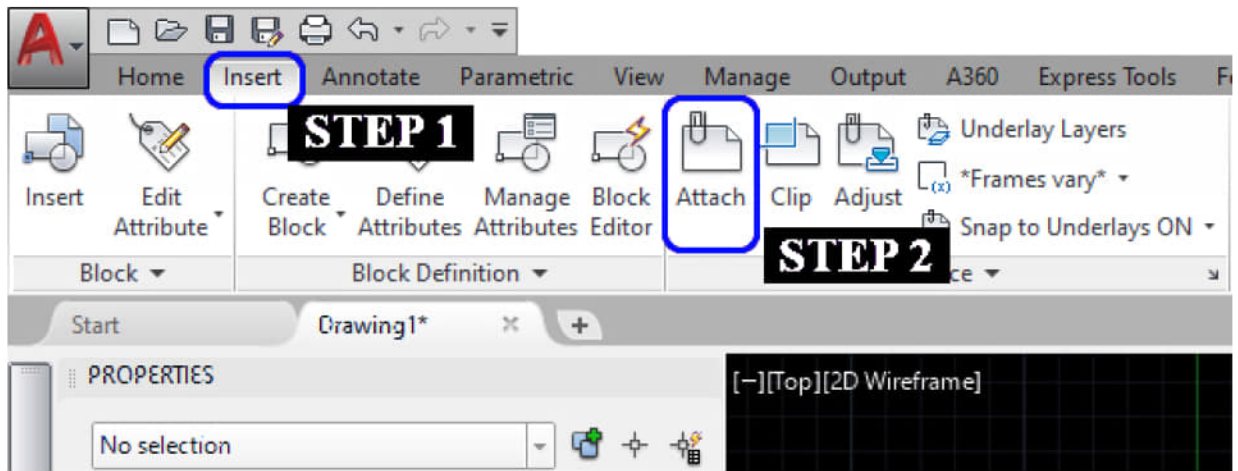 Home Insert Annotate Parametric View Manage Output A360 Express Tools
STEP 1
Insert
Edit Attribute
Create Block
Define Attributes
Manage Attributes
Block Editor
Attach
Clip
Adjust
Underlay Layers
*Frames vary*
Snap to Underlays ON
STEP 2
Block
Block Definition
Start
Drawing1*
PROPERTIES
[−][Top][2D Wireframe]
No selection